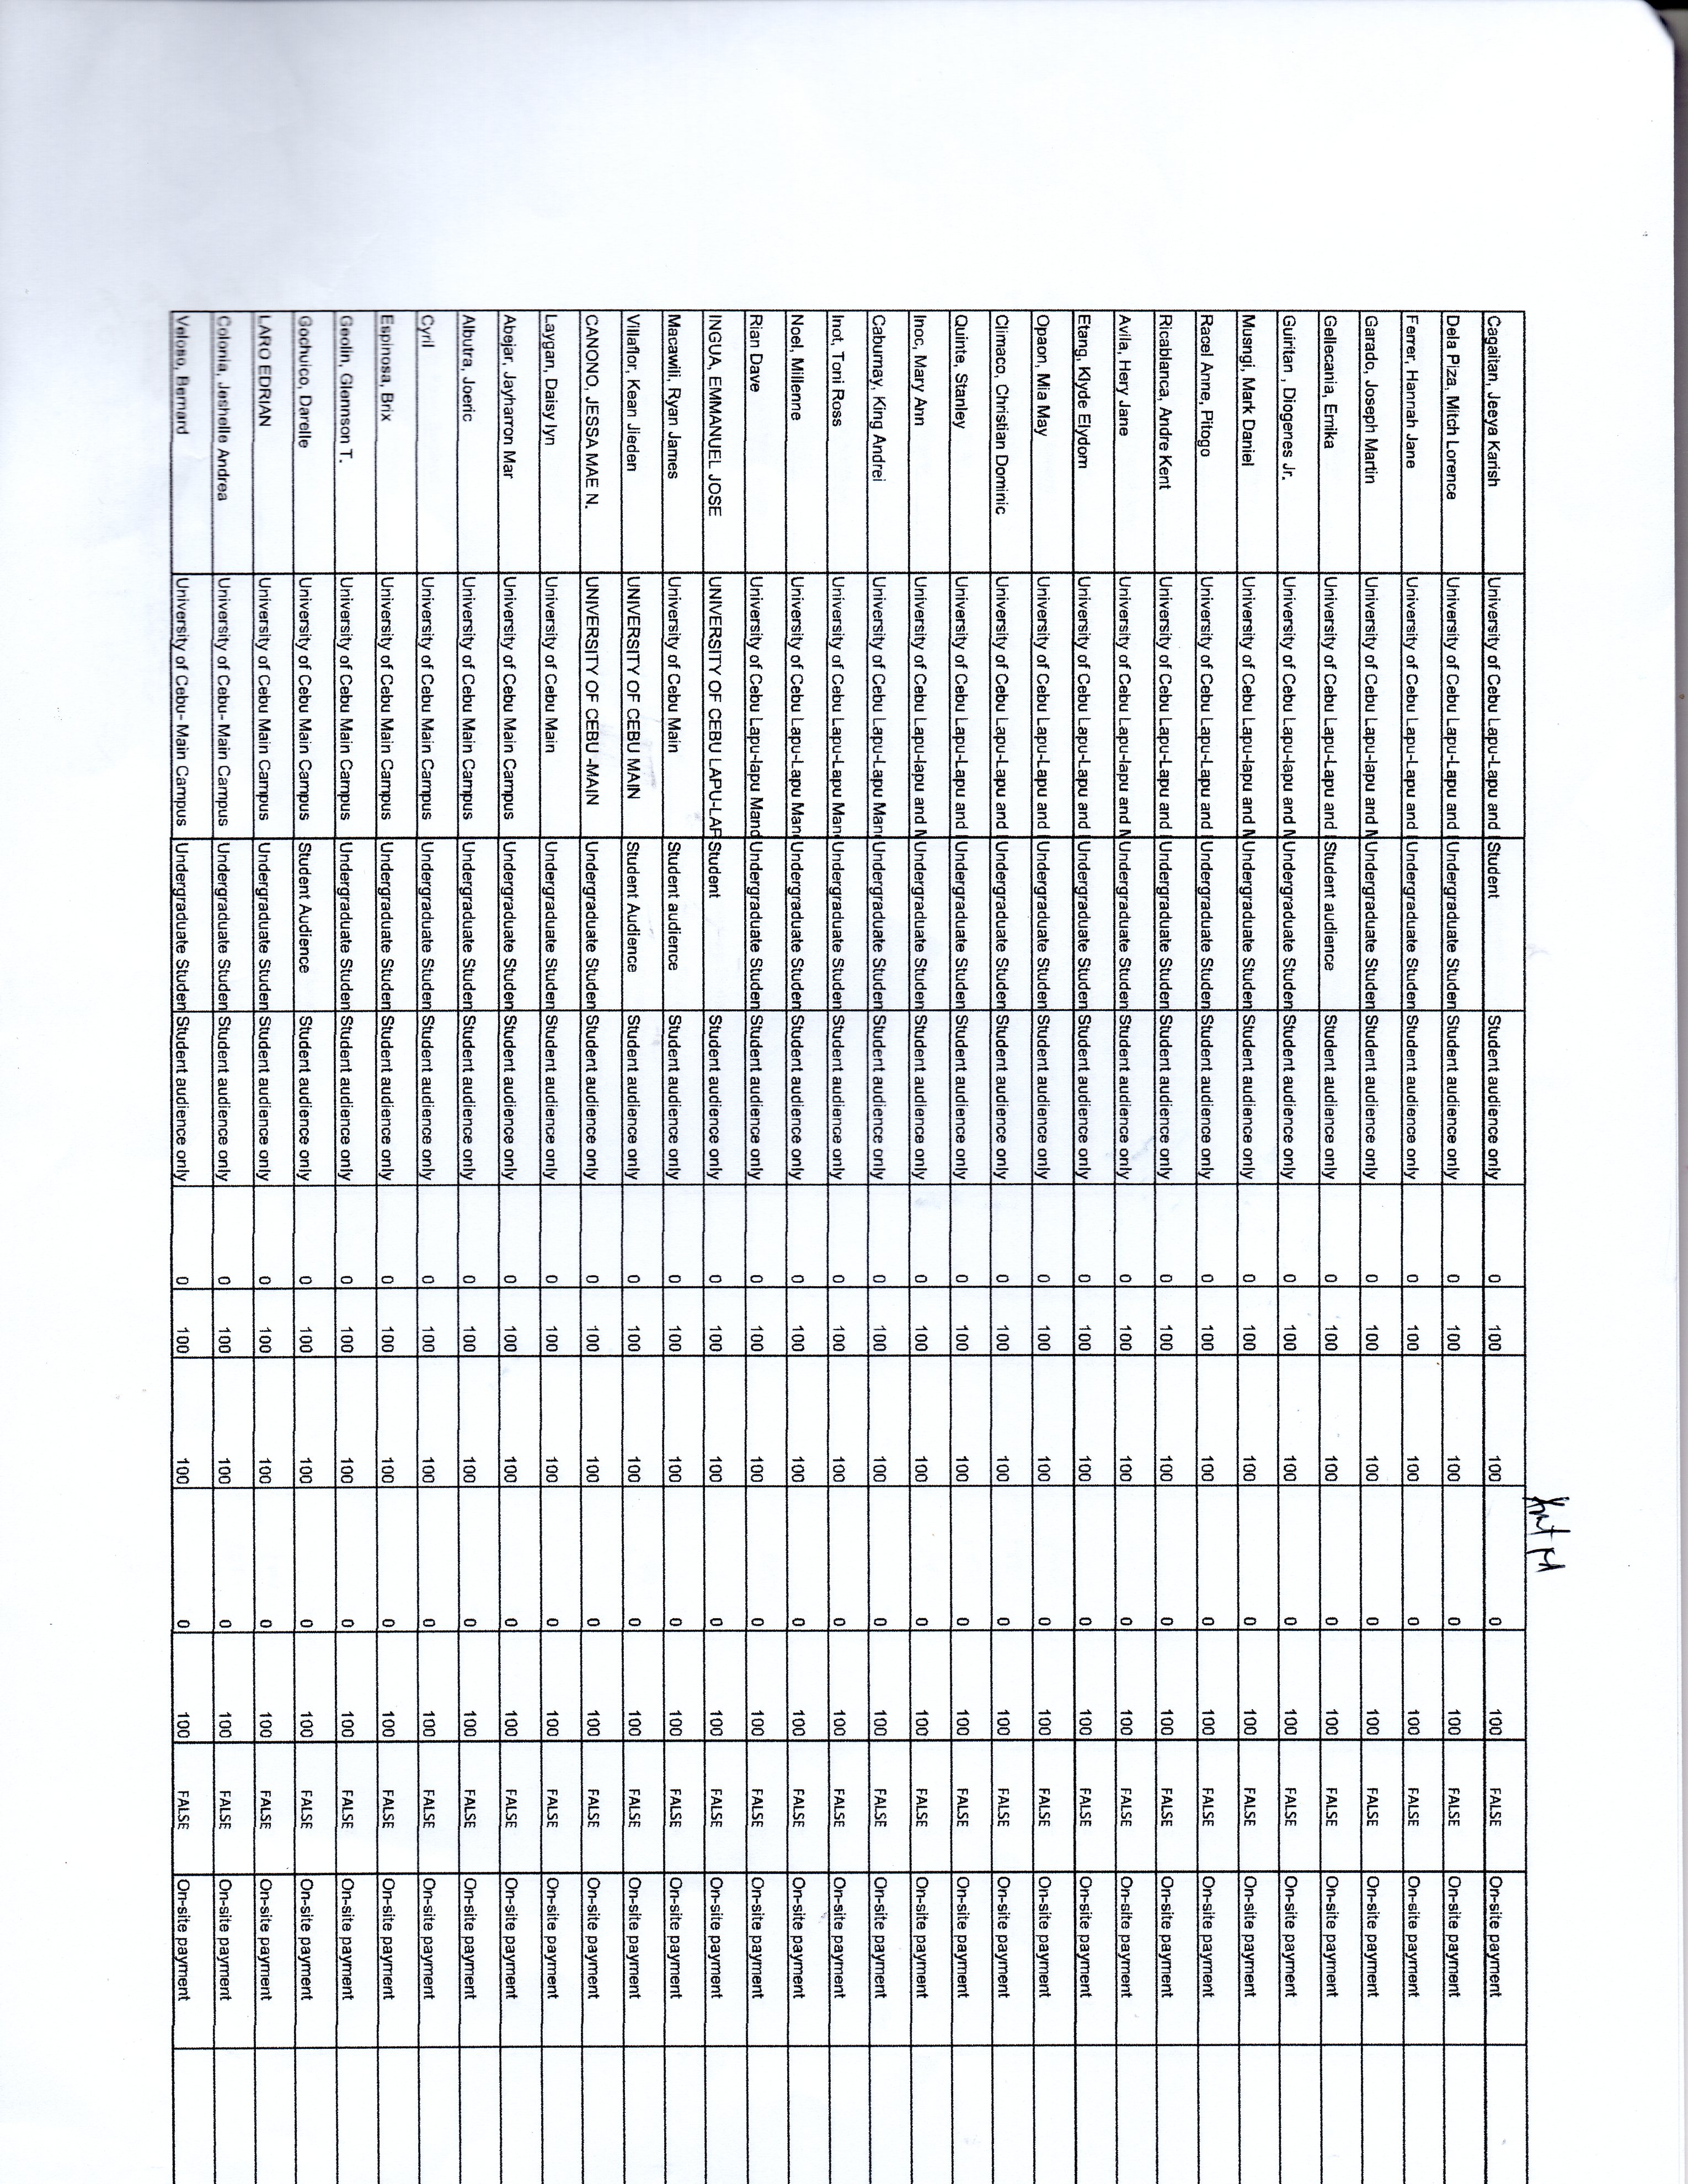 Cagaitan, Jeeya Karish University of Cebu Lapu-Lapu and Student Student audience only 0 100 100 0 100 FALSE On-site payment
Dela Piza, Mitch Lorence University of Cebu Lapu-Lapu and Undergraduate Studen Student audience only 0 100 100 0 100 FALSE On-site payment
Ferrer, Hannah Jane University of Cebu Lapu-Lapu and Undergraduate Studen Student audience only 0 100 100 0 100 FALSE On-site payment
Garado, Joseph Martin University of Cebu Lapu-lapu and M Undergraduate Studen Student audience only 0 100 100 0 100 FALSE On-site payment
Gellecania, Ernika University of Cebu Lapu-Lapu and Student audience Student audience only 0 100 100 0 100 FALSE On-site payment
Guiritan , Diogenes Jr. University of Cebu Lapu-lapu and M Undergraduate Studen Student audience only 0 100 100 0 100 FALSE On-site payment
Musngi, Mark Daniel University of Cebu Lapu-lapu and M Undergraduate Studen Student audience only 0 100 100 0 100 FALSE On-site payment
Racel Anne, Pitogo University of Cebu Lapu-Lapu and Undergraduate Studen Student audience only 0 100 100 0 100 FALSE On-site payment
Ricablanca, Andre Kent University of Cebu Lapu-Lapu and Undergraduate Studen Student audience only 0 100 100 0 100 FALSE On-site payment
Avila, Hery Jane University of Cebu Lapu-lapu and M Undergraduate Studen Student audience only 0 100 100 0 100 FALSE On-site payment
Etang, Klyde Elydom University of Cebu Lapu-Lapu and Undergraduate Studen Student audience only 0 100 100 0 100 FALSE On-site payment
Opaon, Mia May University of Cebu Lapu-Lapu and Undergraduate Studen Student audience only 0 100 100 0 100 FALSE On-site payment
Climaco, Christian Dominic University of Cebu Lapu-Lapu and Undergraduate Studen Student audience only 0 100 100 0 100 FALSE On-site payment
Quinte, Stanley University of Cebu Lapu-Lapu and Undergraduate Studen Student audience only 0 100 100 0 100 FALSE On-site payment
Inoc, Mary Ann University of Cebu Lapu-lapu and M Undergraduate Studen Student audience only 0 100 100 0 100 FALSE On-site payment
Cabumay, King Andrei University of Cebu Lapu-Lapu Man Undergraduate Studen Student audience only 0 100 100 0 100 FALSE On-site payment
Inot, Toni Ross University of Cebu Lapu-Lapu Man Undergraduate Studen Student audience only 0 100 100 0 100 FALSE On-site payment
Noel, Millenne University of Cebu Lapu-Lapu Man Undergraduate Studen Student audience only 0 100 100 0 100 FALSE On-site payment
Rian Dave University of Cebu Lapu-lapu Mand Undergraduate Studen Student audience only 0 100 100 0 100 FALSE On-site payment
INGUA, EMMANUEL JOSE UNIVERSITY OF CEBU LAPU-LAP Student Student audience only 0 100 100 0 100 FALSE On-site payment
Macawili, Ryan James University of Cebu Main Student audience Student audience only 0 100 100 0 100 FALSE On-site payment
Villaflor, Kean Jieden UNIVERSITY OF CEBU MAIN Student Audience Student audience only 0 100 100 0 100 FALSE On-site payment
CANONO, JESSA MAE N. UNIVERSITY OF CEBU -MAIN Undergraduate Studen Student audience only 0 100 100 0 100 FALSE On-site payment
Laygan, Daisy lyn University of Cebu Main Undergraduate Studen Student audience only 0 100 100 0 100 FALSE On-site payment
Abejar, Jayharron Mar University of Cebu Main Campus Undergraduate Studen Student audience only 0 100 100 0 100 FALSE On-site payment
Albutra, Joeric University of Cebu Main Campus Undergraduate Studen Student audience only 0 100 100 0 100 FALSE On-site payment
Cyril University of Cebu Main Campus Undergraduate Studen Student audience only 0 100 100 0 100 FALSE On-site payment
Espinosa, Brix University of Cebu Main Campus Undergraduate Studen Student audience only 0 100 100 0 100 FALSE On-site payment
Geolin, Glennson T. University of Cebu Main Campus Undergraduate Studen Student audience only 0 100 100 0 100 FALSE On-site payment
Gochuico, Darelle University of Cebu Main Campus Student Audience Student audience only 0 100 100 0 100 FALSE On-site payment
LARO EDRIAN University of Cebu Main Campus Undergraduate Studen Student audience only 0 100 100 0 100 FALSE On-site payment
Colonia, Jeshelle Andrea University of Cebu- Main Campus Undergraduate Studen Student audience only 0 100 100 0 100 FALSE On-site payment
Veloso, Bernard University of Cebu- Main Campus Undergraduate Studen Student audience only 0 100 100 0 100 FALSE On-site payment